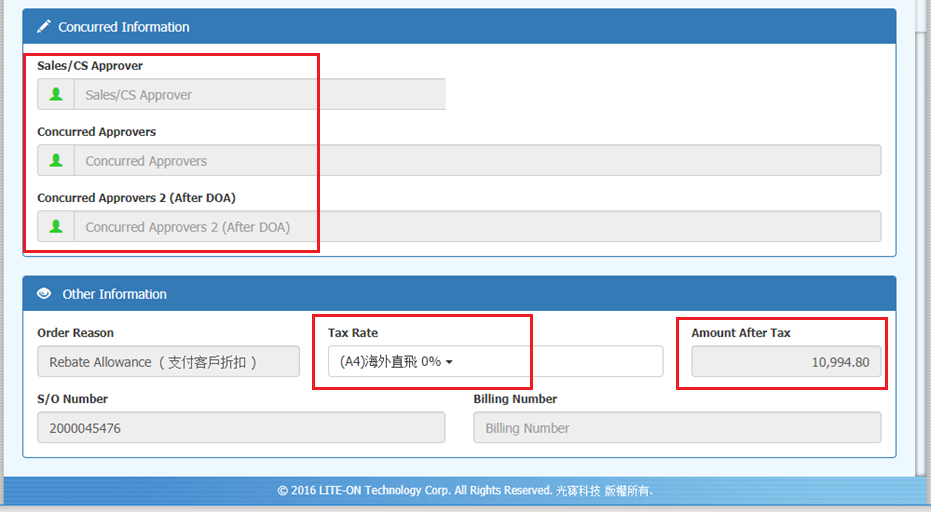 Concurred Information
Sales/CS Approver
Sales/CS Approver
Concurred Approvers
Concurred Approvers
Concurred Approvers 2 (After DOA)
Concurred Approvers 2 (After DOA)
Other Information
Order Reason Tax Rate Amount After Tax
Rebate Allowance （支付客戶折扣 ） (A4)海外直飛 0% 10,994.80
S/O Number Billing Number
2000045476 Billing Number
© 2016 LITE-ON Technology Corp. All Rights Reserved. 光寶科技 版權所有.